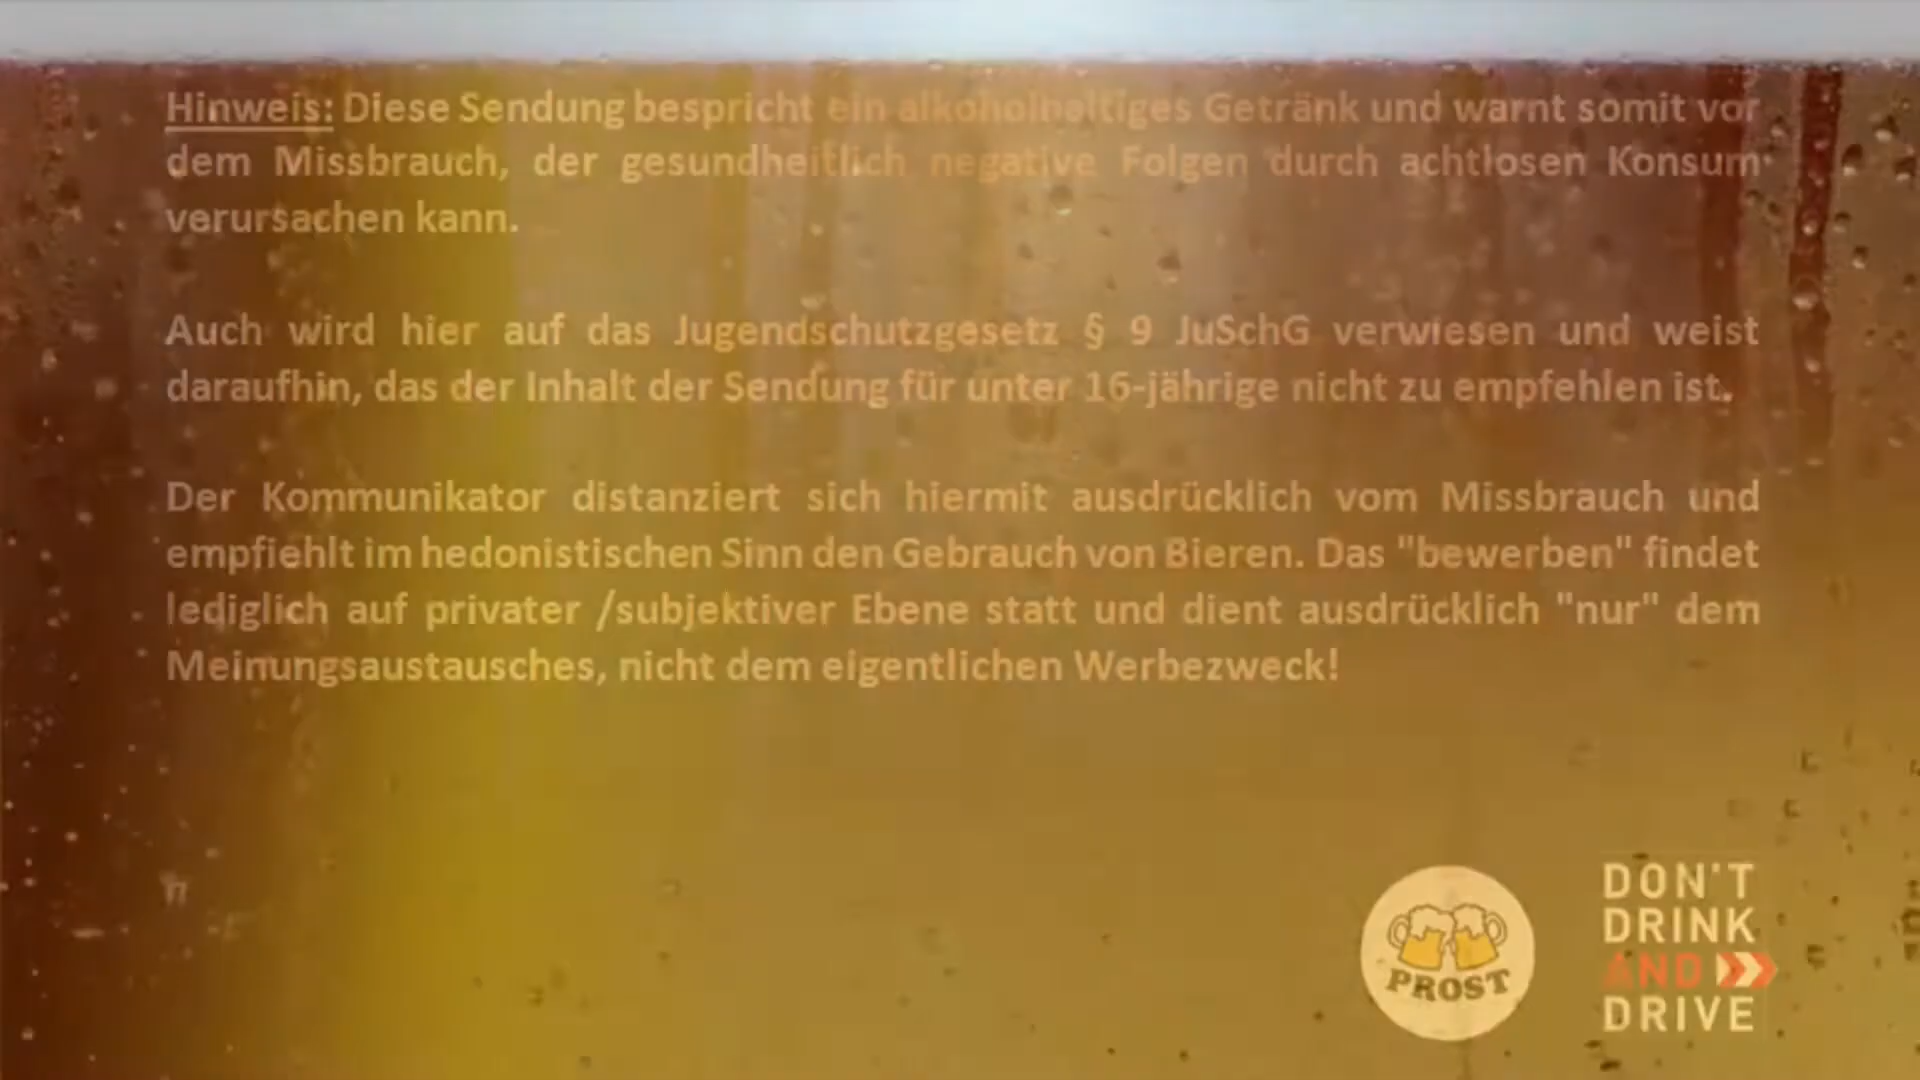 Hinweis: Diese Sendung bespricht ein alkoholhaltiges Getränk und warnt somit vor
dem Missbrauch, der gesundheitlich negative Folgen durch achtlosen Konsum
verursachen kann.
Auch wird hier auf das Jugendschutzgesetz § 9 JuSchG verwiesen und weist
daraufhin, das der Inhalt der Sendung für unter 16-jährige nicht zu empfehlen ist.
Der Kommunikator distanziert sich hiermit ausdrücklich vom Missbrauch und
empfiehlt im hedonistischen Sinn den Gebrauch von Bieren. Das "bewerben" findet
lediglich auf privater /subjektiver Ebene statt und dient ausdrücklich "nur" dem
Meinungsaustausches, nicht dem eigentlichen Werbezweck!
PROST
DON'T
DRINK
AND
DRIVE